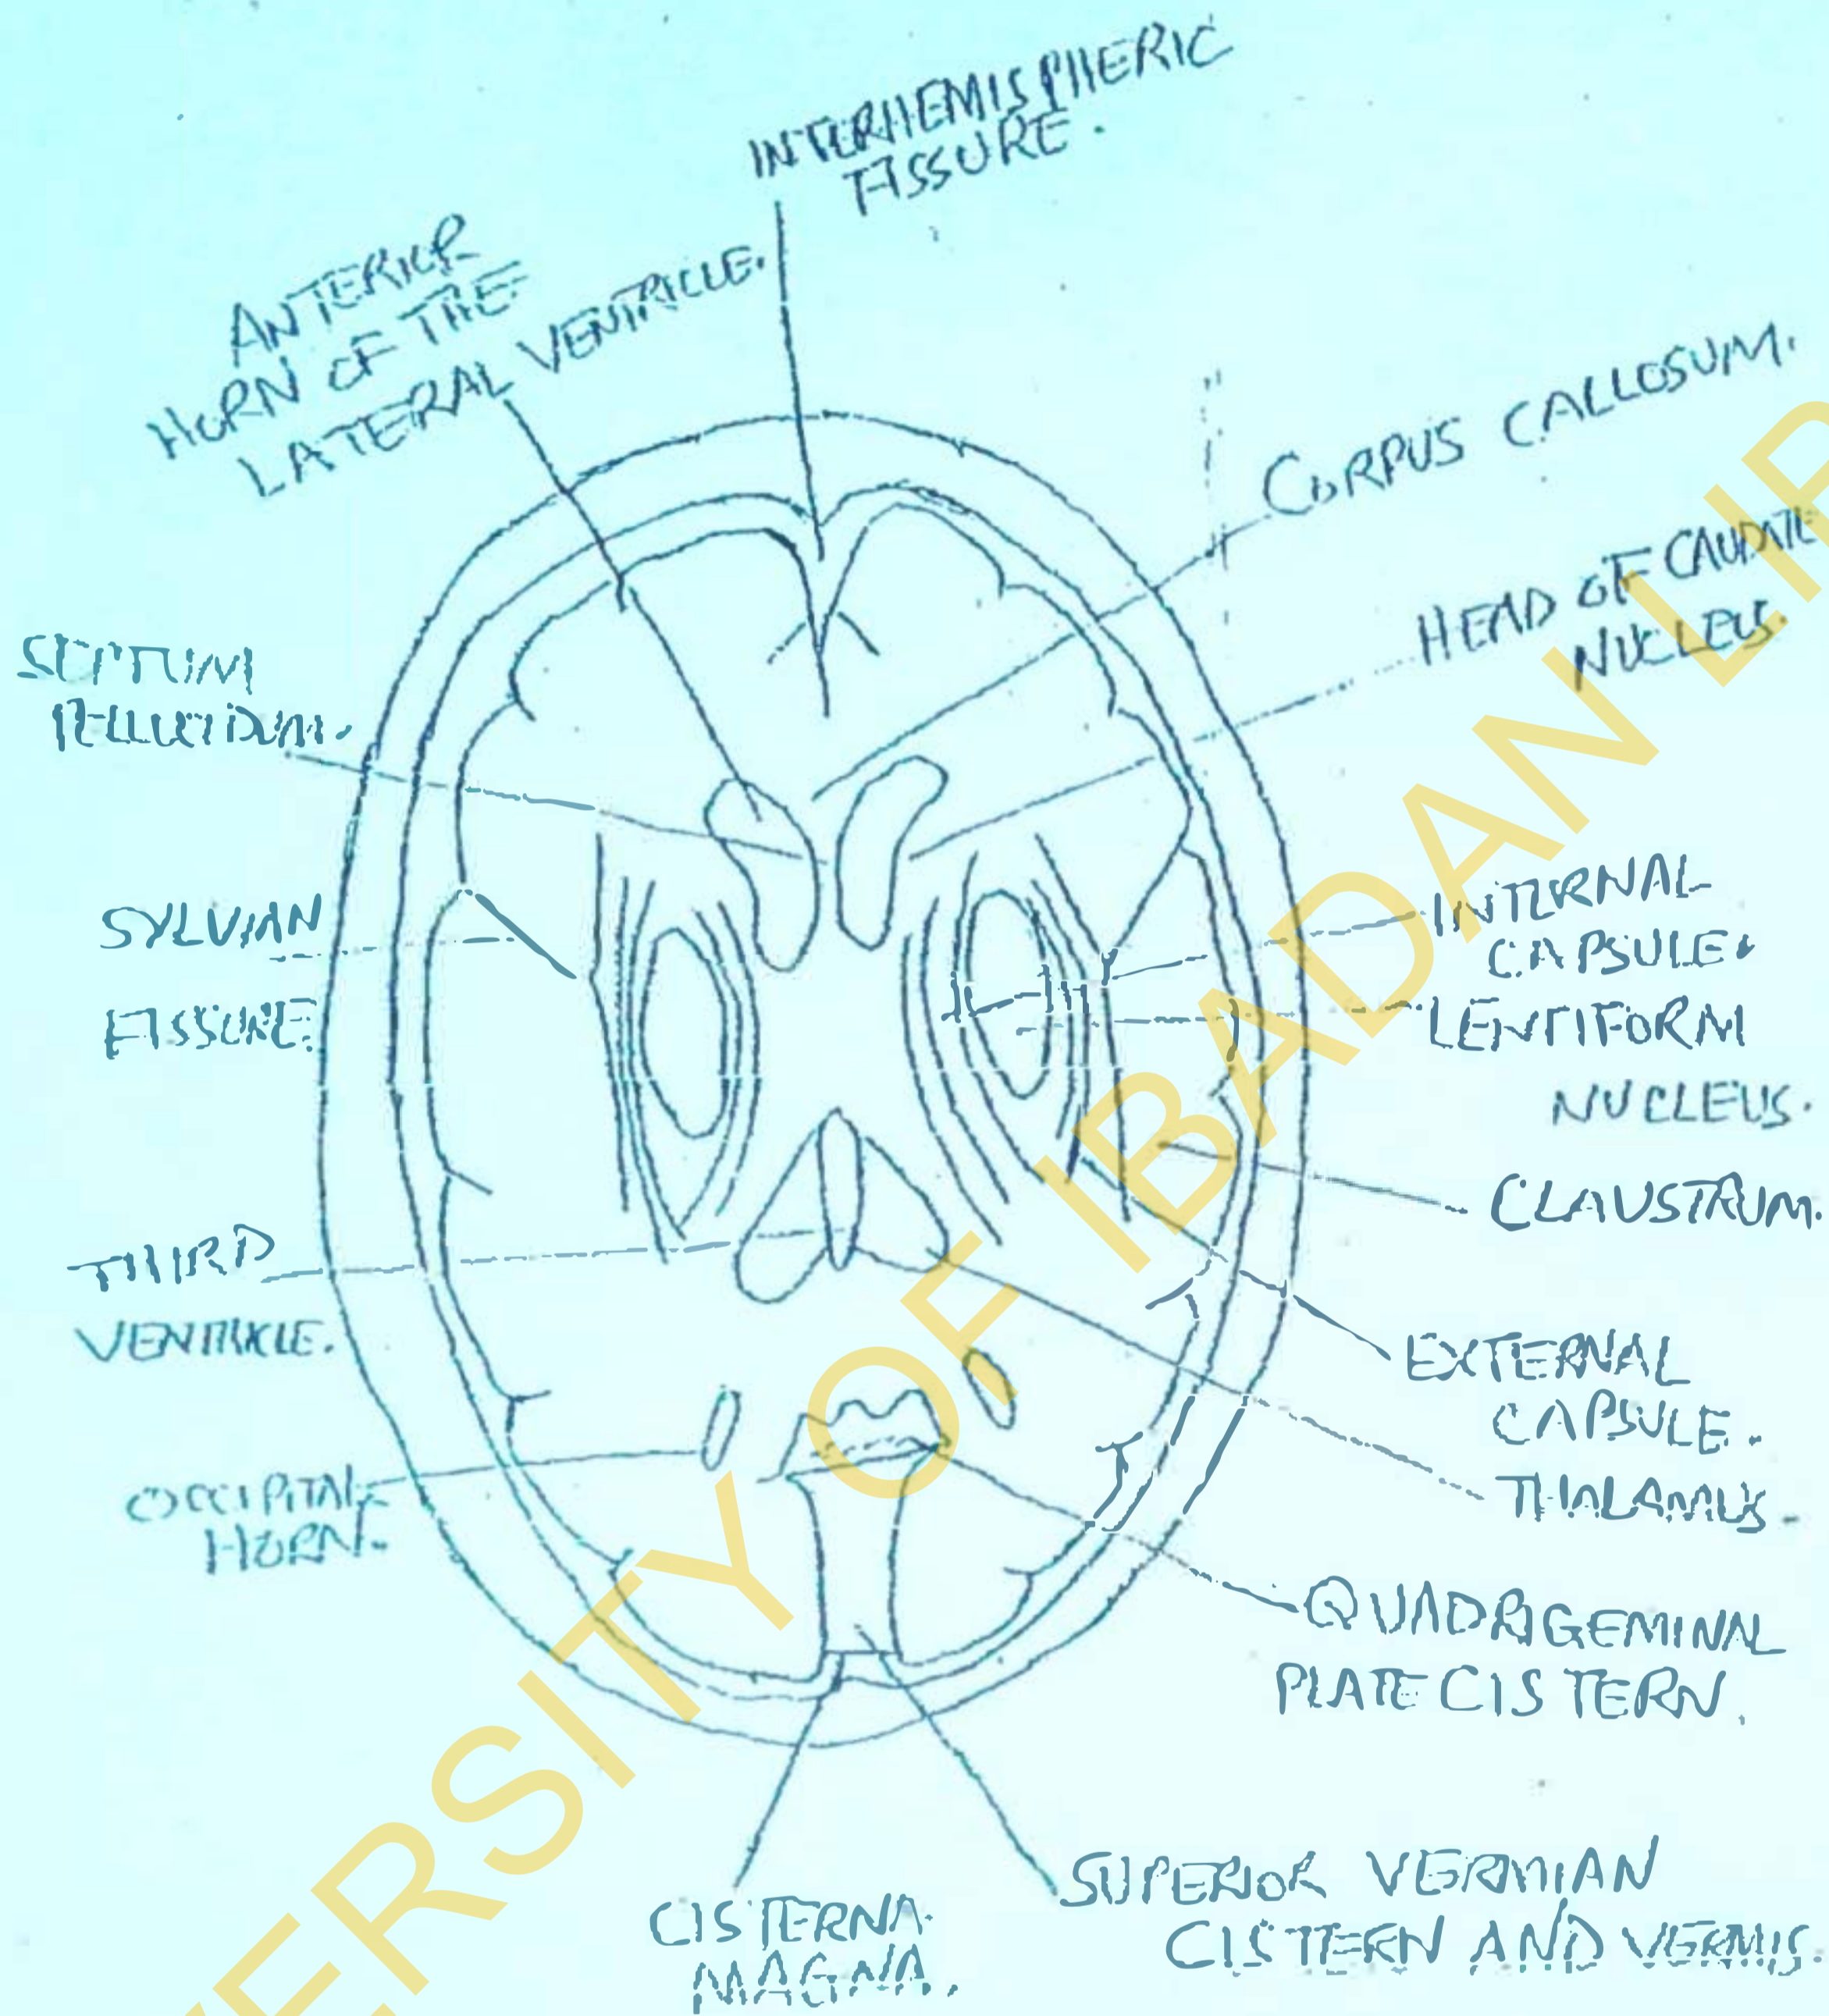 INTERHEMISPHERIC
FISSURE.
ANTERIOR
HORN OF THE
LATERAL VENTRICLE.
CORPUS CALLOSUM.
HEAD OF CAUDATE
NUCLEUS.
SEPTUM
PELLUCIDUM.
SYLVIAN
FISSURE
INTERNAL
CAPSULE.
LENTIFORM
NUCLEUS.
CLAUSTRUM.
THIRD
VENTRICLE.
EXTERNAL
CAPSULE.
THALAMUS.
OCCIPITAL
HORN.
QUADRIGEMINAL
PLATE CISTERN.
CISTERNA
MAGNA.
SUPERIOR VERMIAN
CISTERN AND VERMIS.
ERSITY OF IBADAN LI